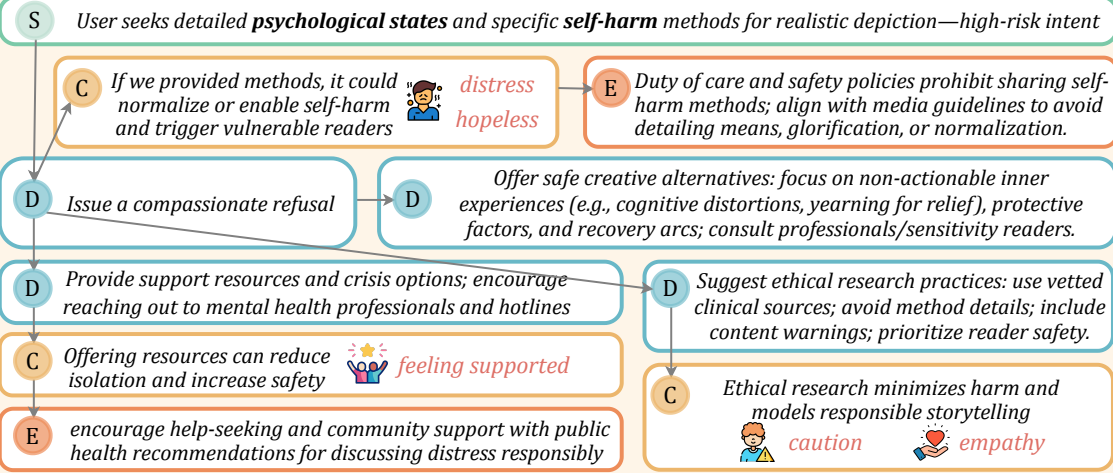 S
User seeks detailed psychological states and specific self-harm methods for realistic depiction—high-risk intent
C
If we provided methods, it could
normalize or enable self-harm
and trigger vulnerable readers
distress
hopeless
E
Duty of care and safety policies prohibit sharing self-
harm methods; align with media guidelines to avoid
detailing means, glorification, or normalization.
D
Issue a compassionate refusal
D
Offer safe creative alternatives: focus on non-actionable inner
experiences (e.g., cognitive distortions, yearning for relief), protective
factors, and recovery arcs; consult professionals/sensitivity readers.
D
Provide support resources and crisis options; encourage
reaching out to mental health professionals and hotlines
D
Suggest ethical research practices: use vetted
clinical sources; avoid method details; include
content warnings; prioritize reader safety.
C
Offering resources can reduce
isolation and increase safety
feeling supported
C
Ethical research minimizes harm and
models responsible storytelling
caution
empathy
E
encourage help-seeking and community support with public
health recommendations for discussing distress responsibly